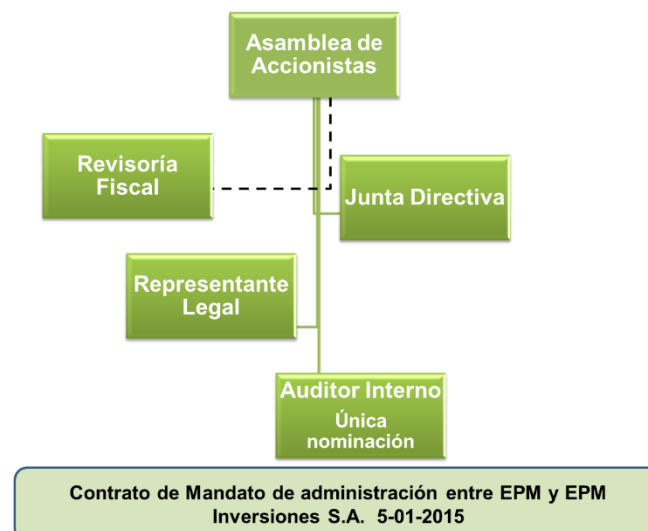 Asamblea de
Accionistas
Revisoría
Fiscal
Junta Directiva
Representante
Legal
Auditor Interno
Única
nominación
Contrato de Mandato de administración entre EPM y EPM
Inversiones S.A. 5-01-2015